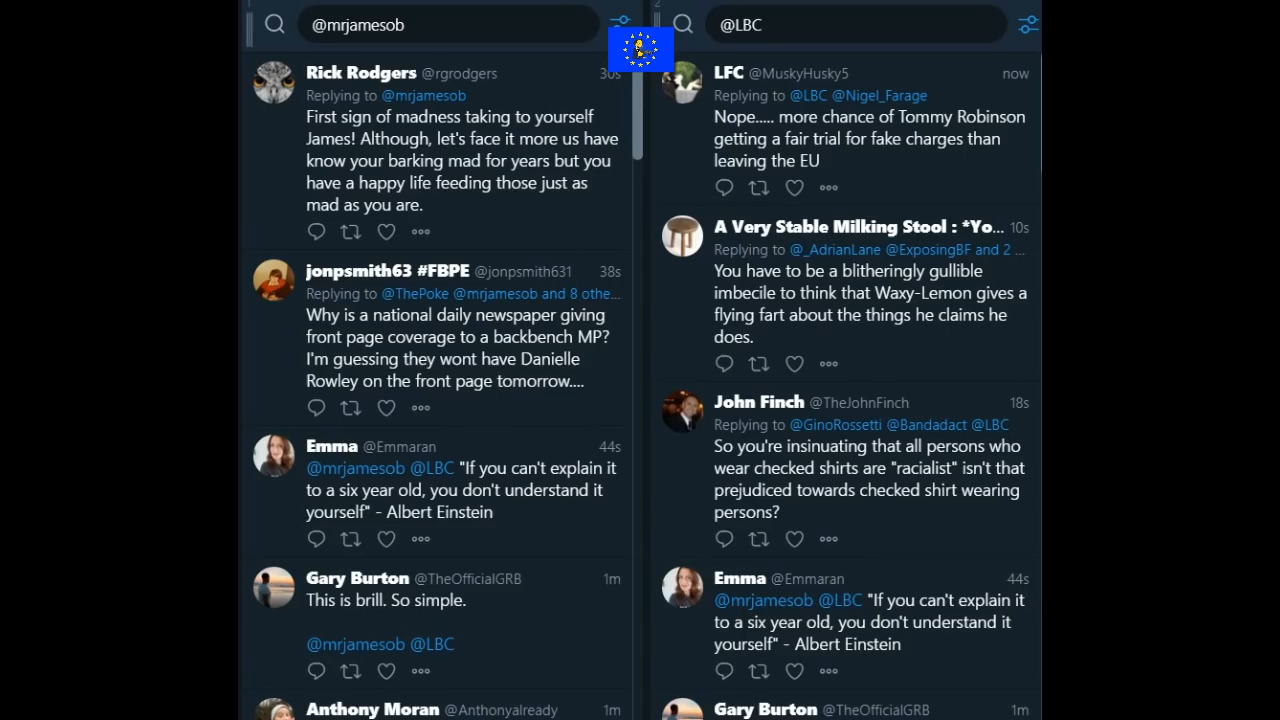 1
@mrjamesob
Rick Rodgers @rgrodgers 30s
Replying to @mrjamesob
First sign of madness taking to yourself
James! Although, let's face it more us have
know your barking mad for years but you
have a happy life feeding those just as
mad as you are.
jonpsmith63 #FBPE @jonpsmith631 38s
Replying to @ThePoke @mrjamesob and 8 othe...
Why is a national daily newspaper giving
front page coverage to a backbench MP?
I'm guessing they wont have Danielle
Rowley on the front page tomorrow....
Emma @Emmaran 44s
@mrjamesob @LBC "If you can't explain it
to a six year old, you don't understand it
yourself" - Albert Einstein
Gary Burton @TheOfficialGRB 1m
This is brill. So simple.
@mrjamesob @LBC
Anthony Moran @Anthonyalready 1m
2
@LBC
LFC @MuskyHusky5 now
Replying to @LBC @Nigel_Farage
Nope..... more chance of Tommy Robinson
getting a fair trial for fake charges than
leaving the EU
A Very Stable Milking Stool : *Yo... 10s
Replying to @_AdrianLane @ExposingBF and 2 ...
You have to be a blitheringly gullible
imbecile to think that Waxy-Lemon gives a
flying fart about the things he claims he
does.
John Finch @TheJohnFinch 18s
Replying to @GinoRossetti @Bandadact @LBC
So you're insinuating that all persons who
wear checked shirts are "racialist" isn't that
prejudiced towards checked shirt wearing
persons?
Emma @Emmaran 44s
@mrjamesob @LBC "If you can't explain it
to a six year old, you don't understand it
yourself" - Albert Einstein
Gary Burton @TheOfficialGRB 1m